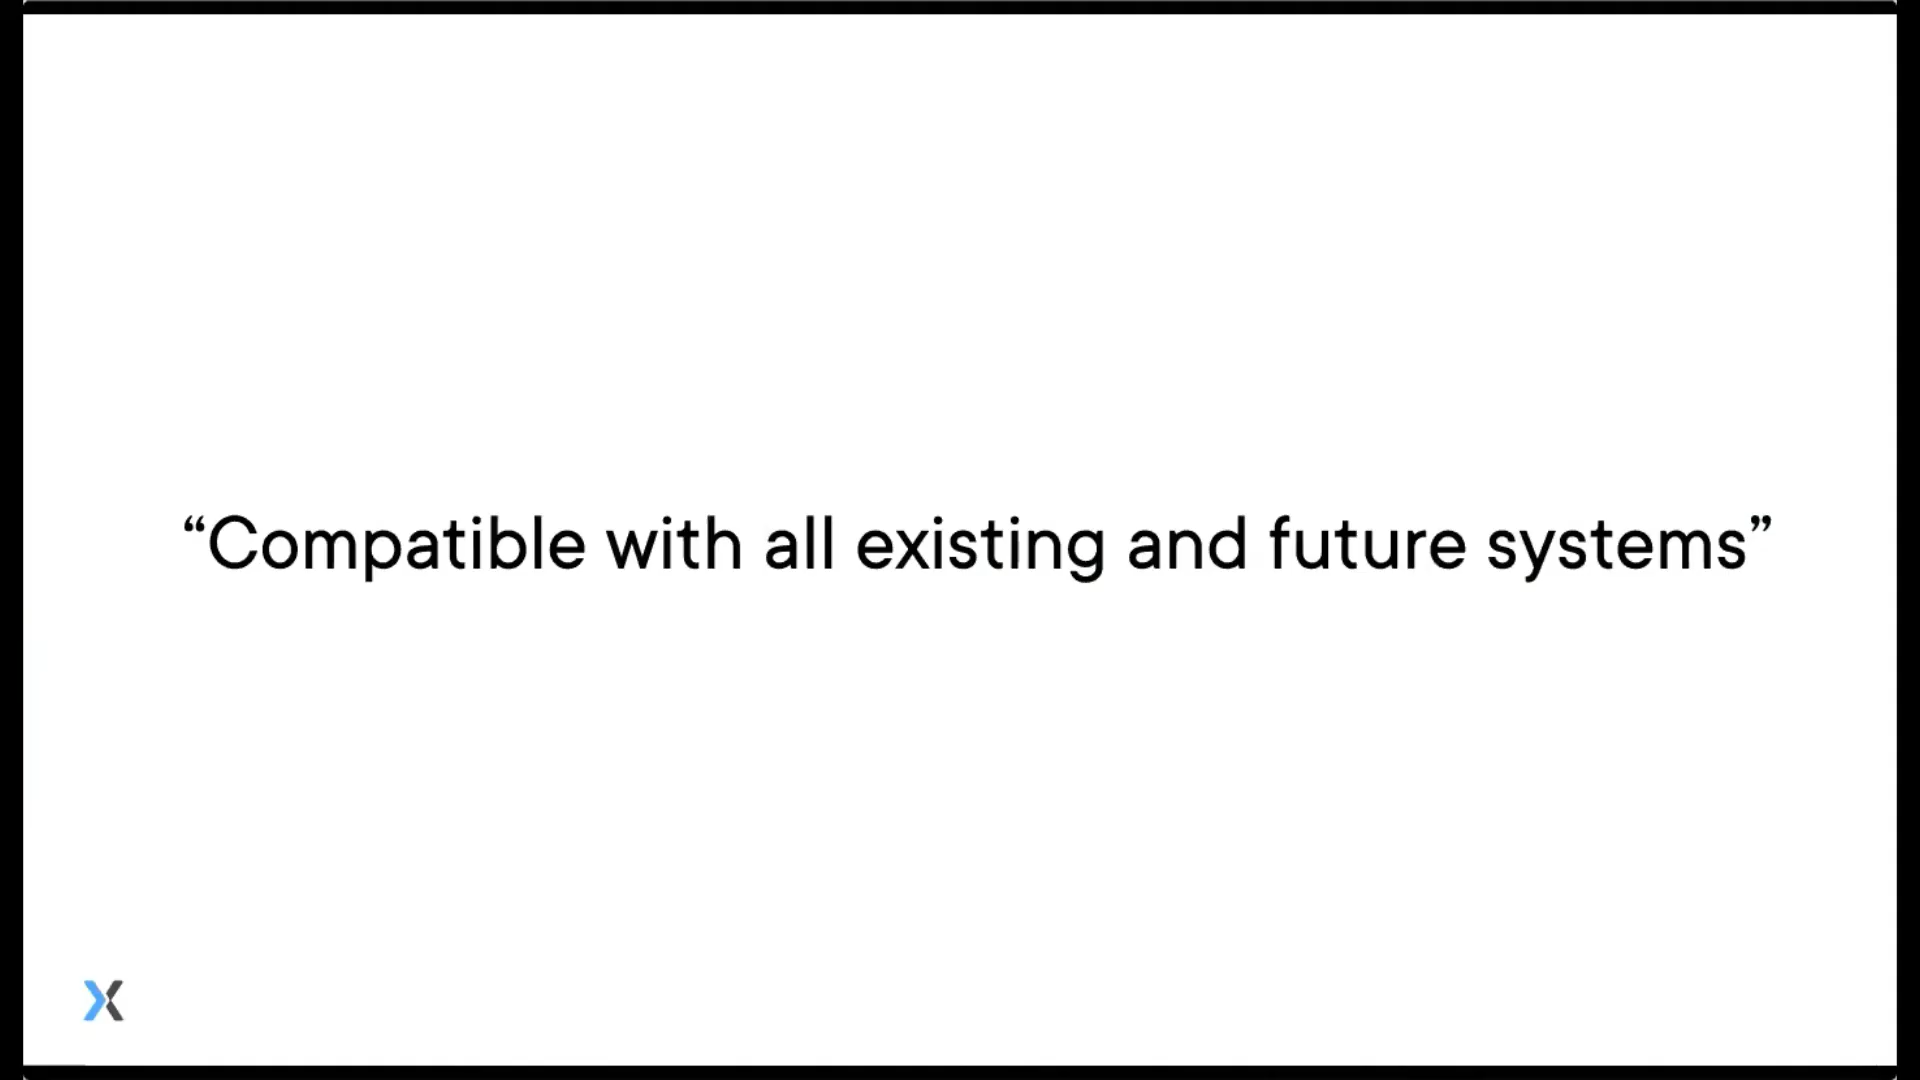 “Compatible with all existing and future systems”